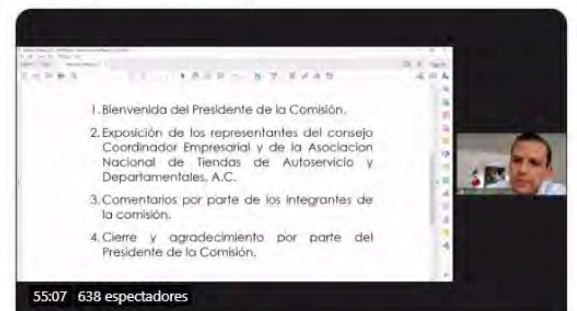 1. Bienvenida del Presidente de la Comisión.
2. Exposición de los representantes del consejo
Coordinador Empresarial y de la Asociacion
Nacional de Tiendas de Autoservicio y
Departamentales, A.C.
3. Comentarios por parte de los integrantes de
la comisión.
4. Cierre y agradecimiento por parte del
Presidente de la Comisión.
55:07 638 espectadores